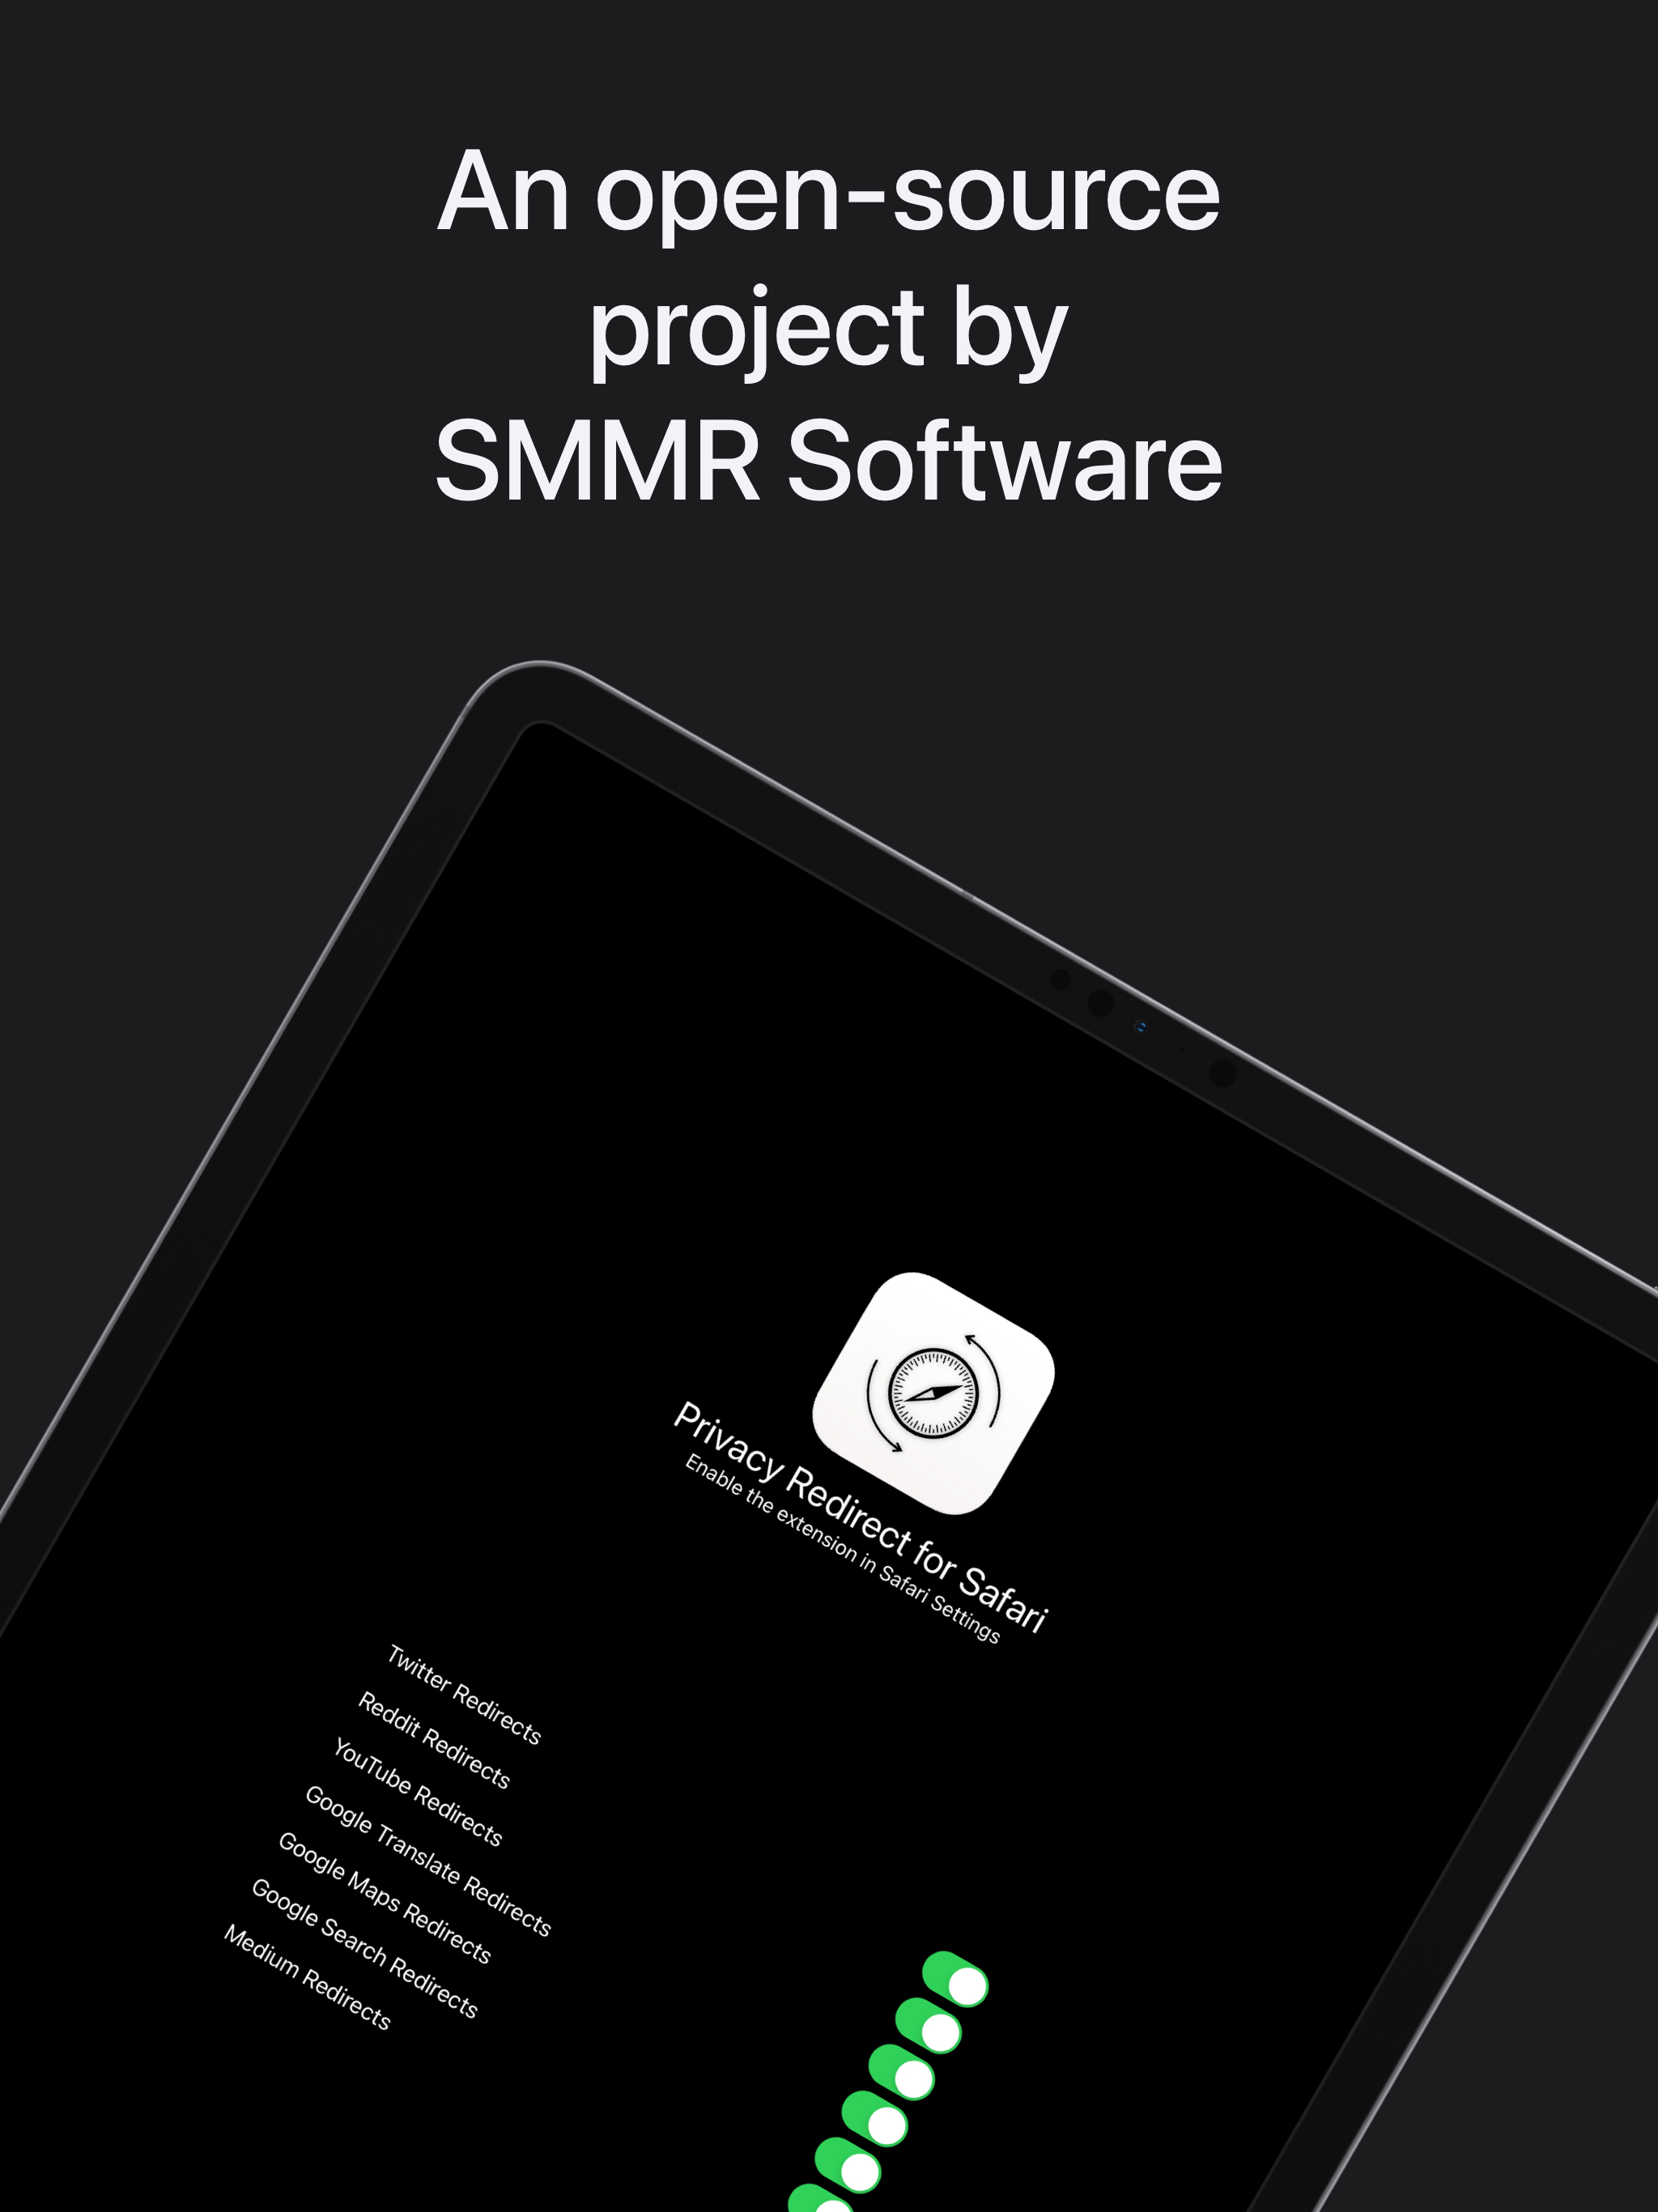 An open-source
project by
SMMR Software
Privacy Redirect for Safari
Enable the extension in Safari Settings
Twitter Redirects
Reddit Redirects
YouTube Redirects
Google Translate Redirects
Google Maps Redirects
Google Search Redirects
Medium Redirects